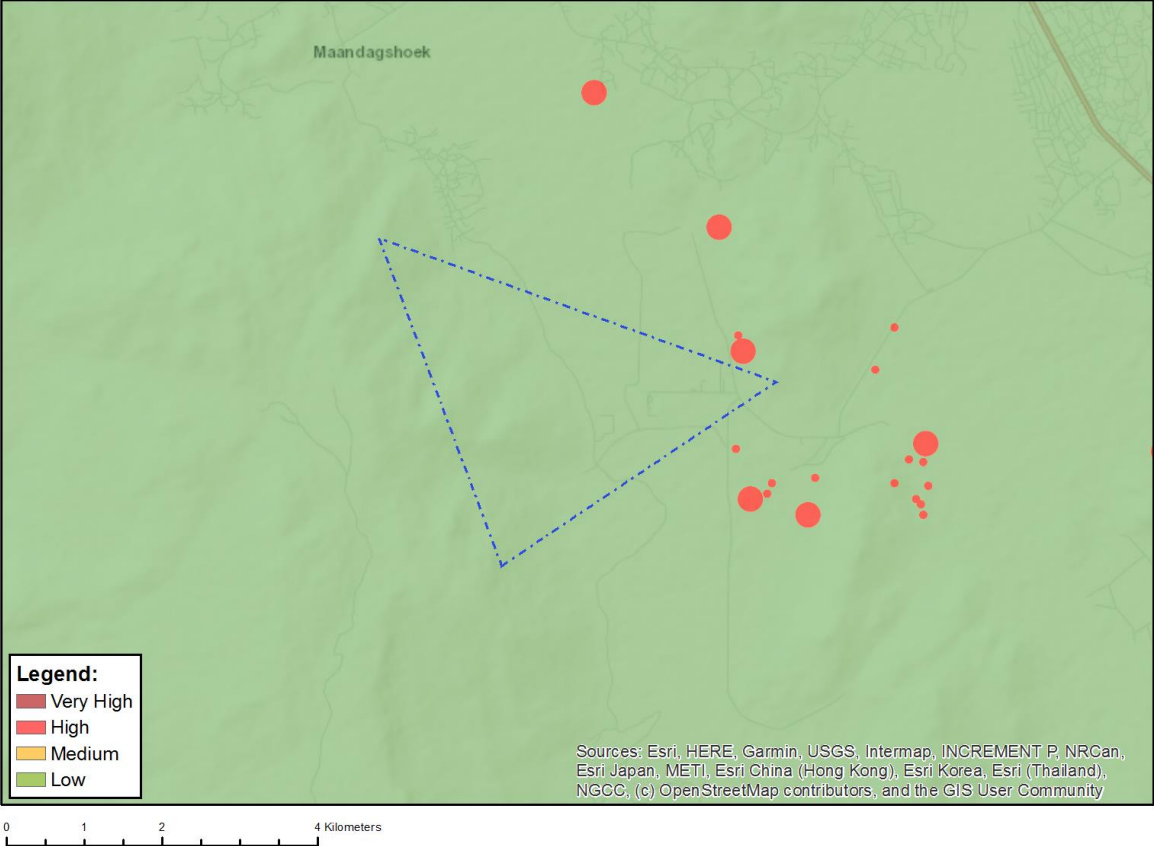 Maandagshoek
Legend:
Very High
High
Medium
Low
Sources: Esri, HERE, Garmin, USGS, Intermap, INCREMENT P, NRCan,
Esri Japan, METI, Esri China (Hong Kong), Esri Korea, Esri (Thailand),
NGCC, (c) OpenStreetMap contributors, and the GIS User Community
0 1 2 4 Kilometers